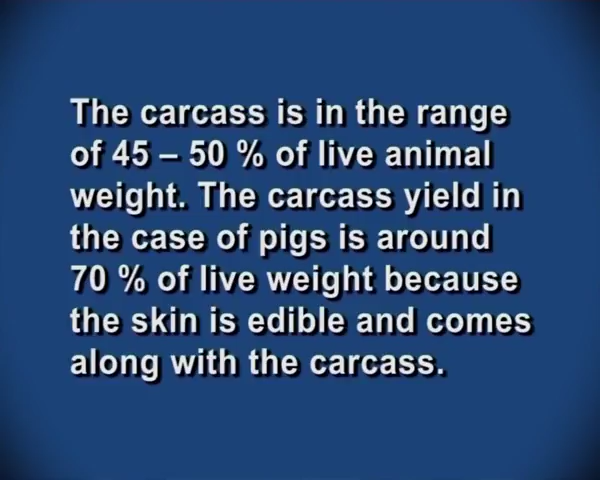 The carcass is in the range
of 45 – 50 % of live animal
weight. The carcass yield in
the case of pigs is around
70 % of live weight because
the skin is edible and comes
along with the carcass.